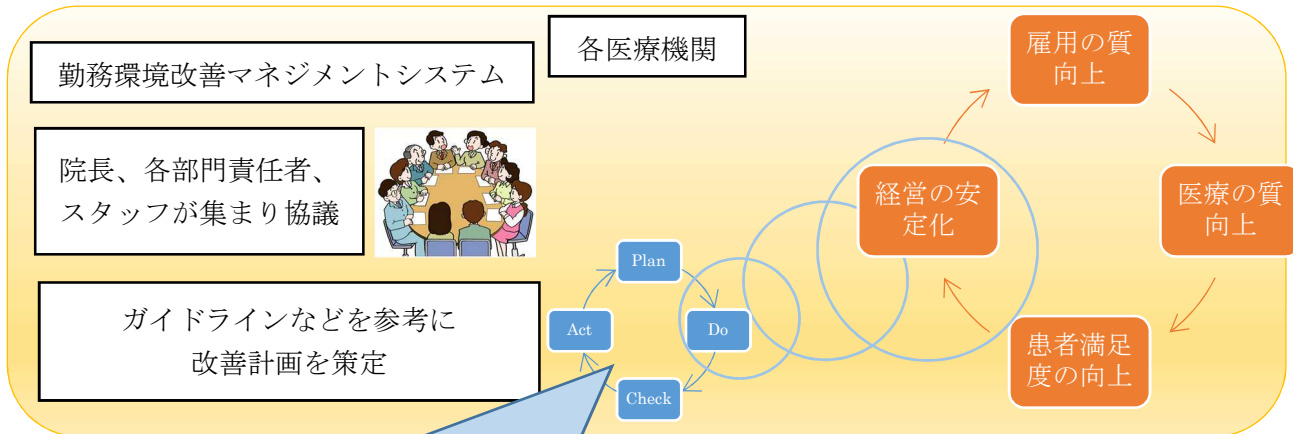 勤務環境改善マネジメントシステム
各医療機関
院長、各部門責任者、
スタッフが集まり協議
ガイドラインなどを参考に
改善計画を策定
Plan
Do
Check
Act
雇用の質
向上
医療の質
向上
患者満足
度の向上
経営の安
定化